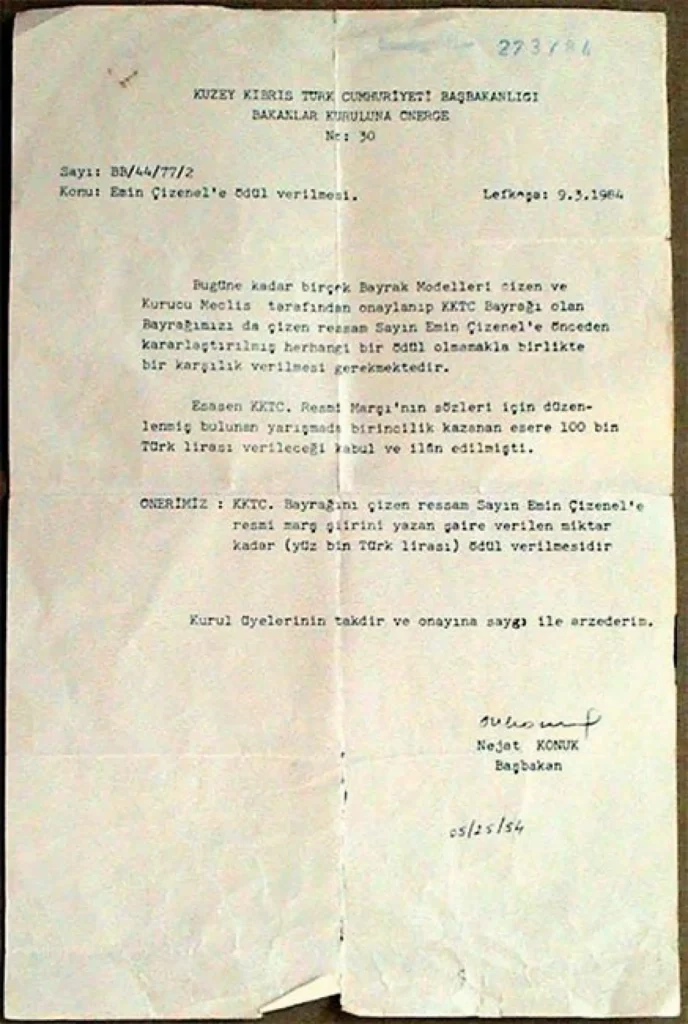 273/84
KUZEY KIBRIS TÜRK CUMHURİYETİ BAŞBAKANLIGI
BAKANLAR KURULUNA ÖNERGE
No: 30
Sayı: BB/44/77/2
Konu: Emin Çizenel'e ödül verilmesi.
Lefkoşa: 9.3.1984
Bugüne kadar birçok Bayrak Modelleri çizen ve
Kurucu Meclis tarafından onaylanıp KKTC Bayrağı olan
Bayrağımızı da çizen ressam Sayın Emin Çizenel'e önceden
kararlaştırılmış herhangi bir ödül olmamakla birlikte
bir karşılık verilmesi gerekmektedir.
Esasen KKTC. Resmi Marşı'nın sözleri için düzen-
lenmiş bulunan yarışmada birincilik kazanan esere 100 bin
Türk lirası verileceği kabul ve ilân edilmişti.
ÖNERİMİZ : KKTC. Bayrağını çizen ressam Sayın Emin Çizenel'e
resmi marş şiirini yazan şaire verilen miktar
kadar (yüz bin Türk lirası) ödül verilmesidir
Kurul üyelerinin takdir ve onayına saygı ile arzederim.
Nejat KONUK
Başbakan
05/25/54